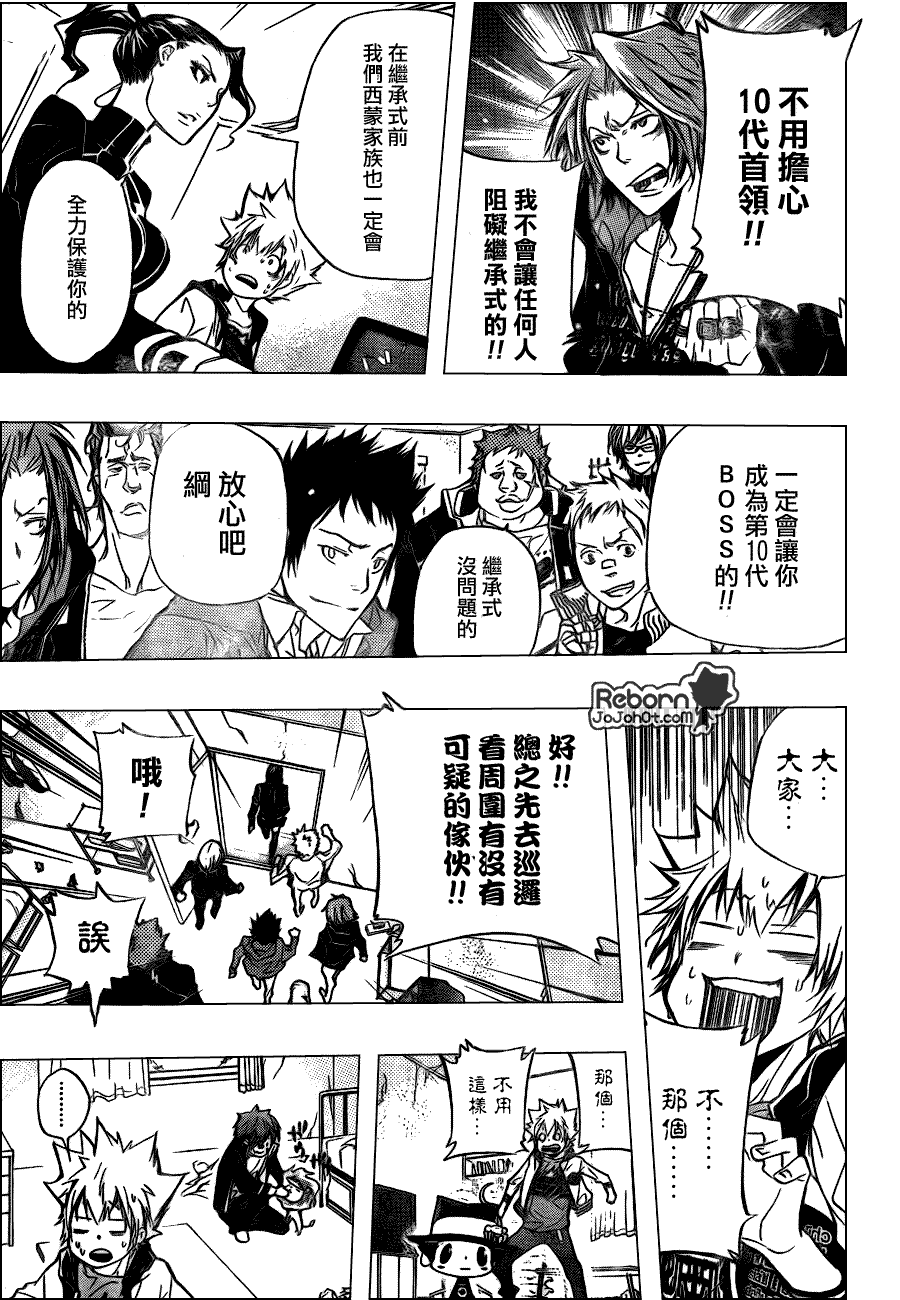 不用擔心
10代首領!!
我不會讓任何人
阻礙繼承式的!!
在繼承式前
我們西蒙家族也一定會
全力保護你的
一定會讓你
成為第10代
BOSS的!!
繼承式
沒問題的
放心吧
綱
Reborn
JoJoHot.com
大…
大家…
不……
那個……
好!!
總之先去巡邏
看周圍有沒有
可疑的傢伙!!
哦！
誒
那個…
不用
這樣…
……